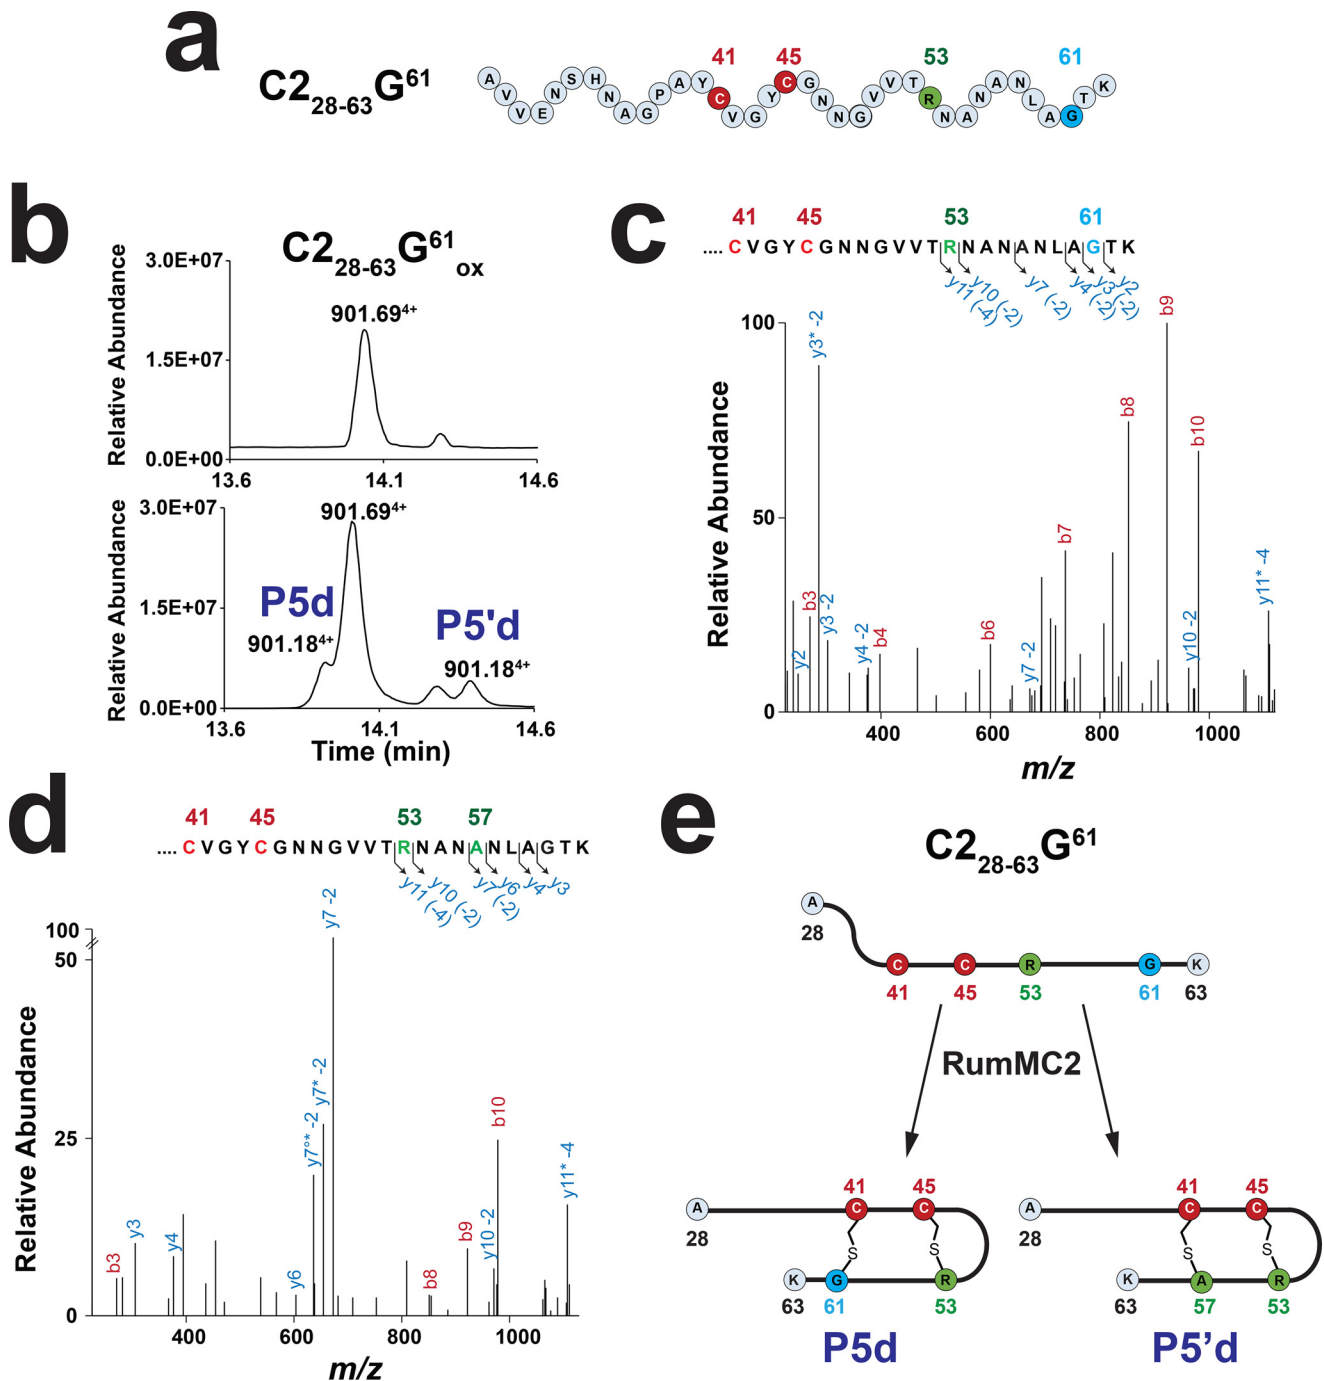 a
C2₂₈₋₆₃G⁶¹
41 45 53 61
A V V E N S H N A G P A Y C V G Y C G N N G V V T R N A N A N L A G T K
b
C2₂₈₋₆₃G⁶¹ox
Relative Abundance
3.0E+07
1.5E+07
0.0E+00
901.69⁴⁺
13.6 14.1 14.6
Relative Abundance
3.0E+07
1.5E+07
0.0E+00
901.69⁴⁺
P5d
901.18⁴⁺
P5'd
901.18⁴⁺
13.6 14.1 14.6
Time (min)
c
41 45 53 61
.... C V G Y C G N N G V V T R N A N A N L A G T K
y11 (-4) y10 (-2) y7 (-2) y4 (-2) y3 (-2) y2
Relative Abundance
100
50
0
y2 b3 y3* -2 y3 -2 y4 -2 b4 b6 y7 -2 b7 b8 b9 y10 -2 b10 y11* -4
400 600 800 1000
m/z
d
41 45 53 57
.... C V G Y C G N N G V V T R N A N A N L A G T K
y11 (-4) y10 (-2) y7 (-2) y6 y4 y3
Relative Abundance
100
50
25
0
b3 y3 y4 y6 y7°* -2 y7* -2 y7 -2 b8 b9 y10 -2 b10 y11* -4
400 600 800 1000
m/z
e
C2₂₈₋₆₃G⁶¹
A C C R G K
28 41 45 53 61 63
RumMC2
41 45
A C C
28 S S
K G R
63 61 53
P5d
41 45
A C C
28 S S
K A R
63 57 53
P5’d